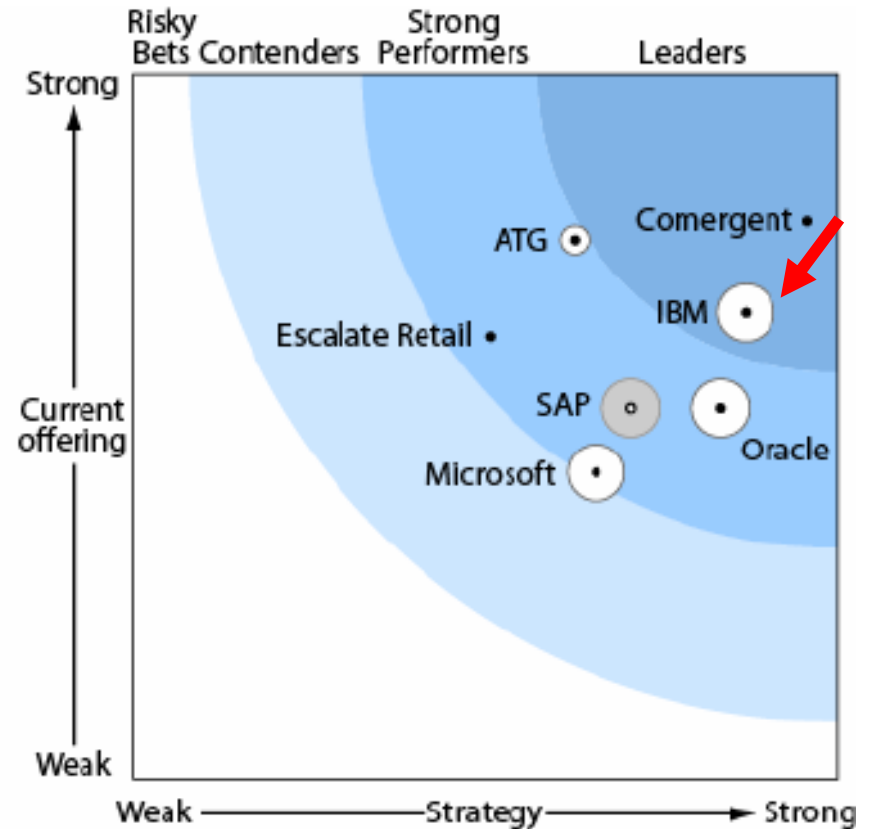 Risky
Bets
Contenders
Strong
Performers
Leaders
Strong
Comergent
ATG
IBM
Escalate Retail
SAP
Current
offering
Oracle
Microsoft
Weak
Weak
Strategy
Strong